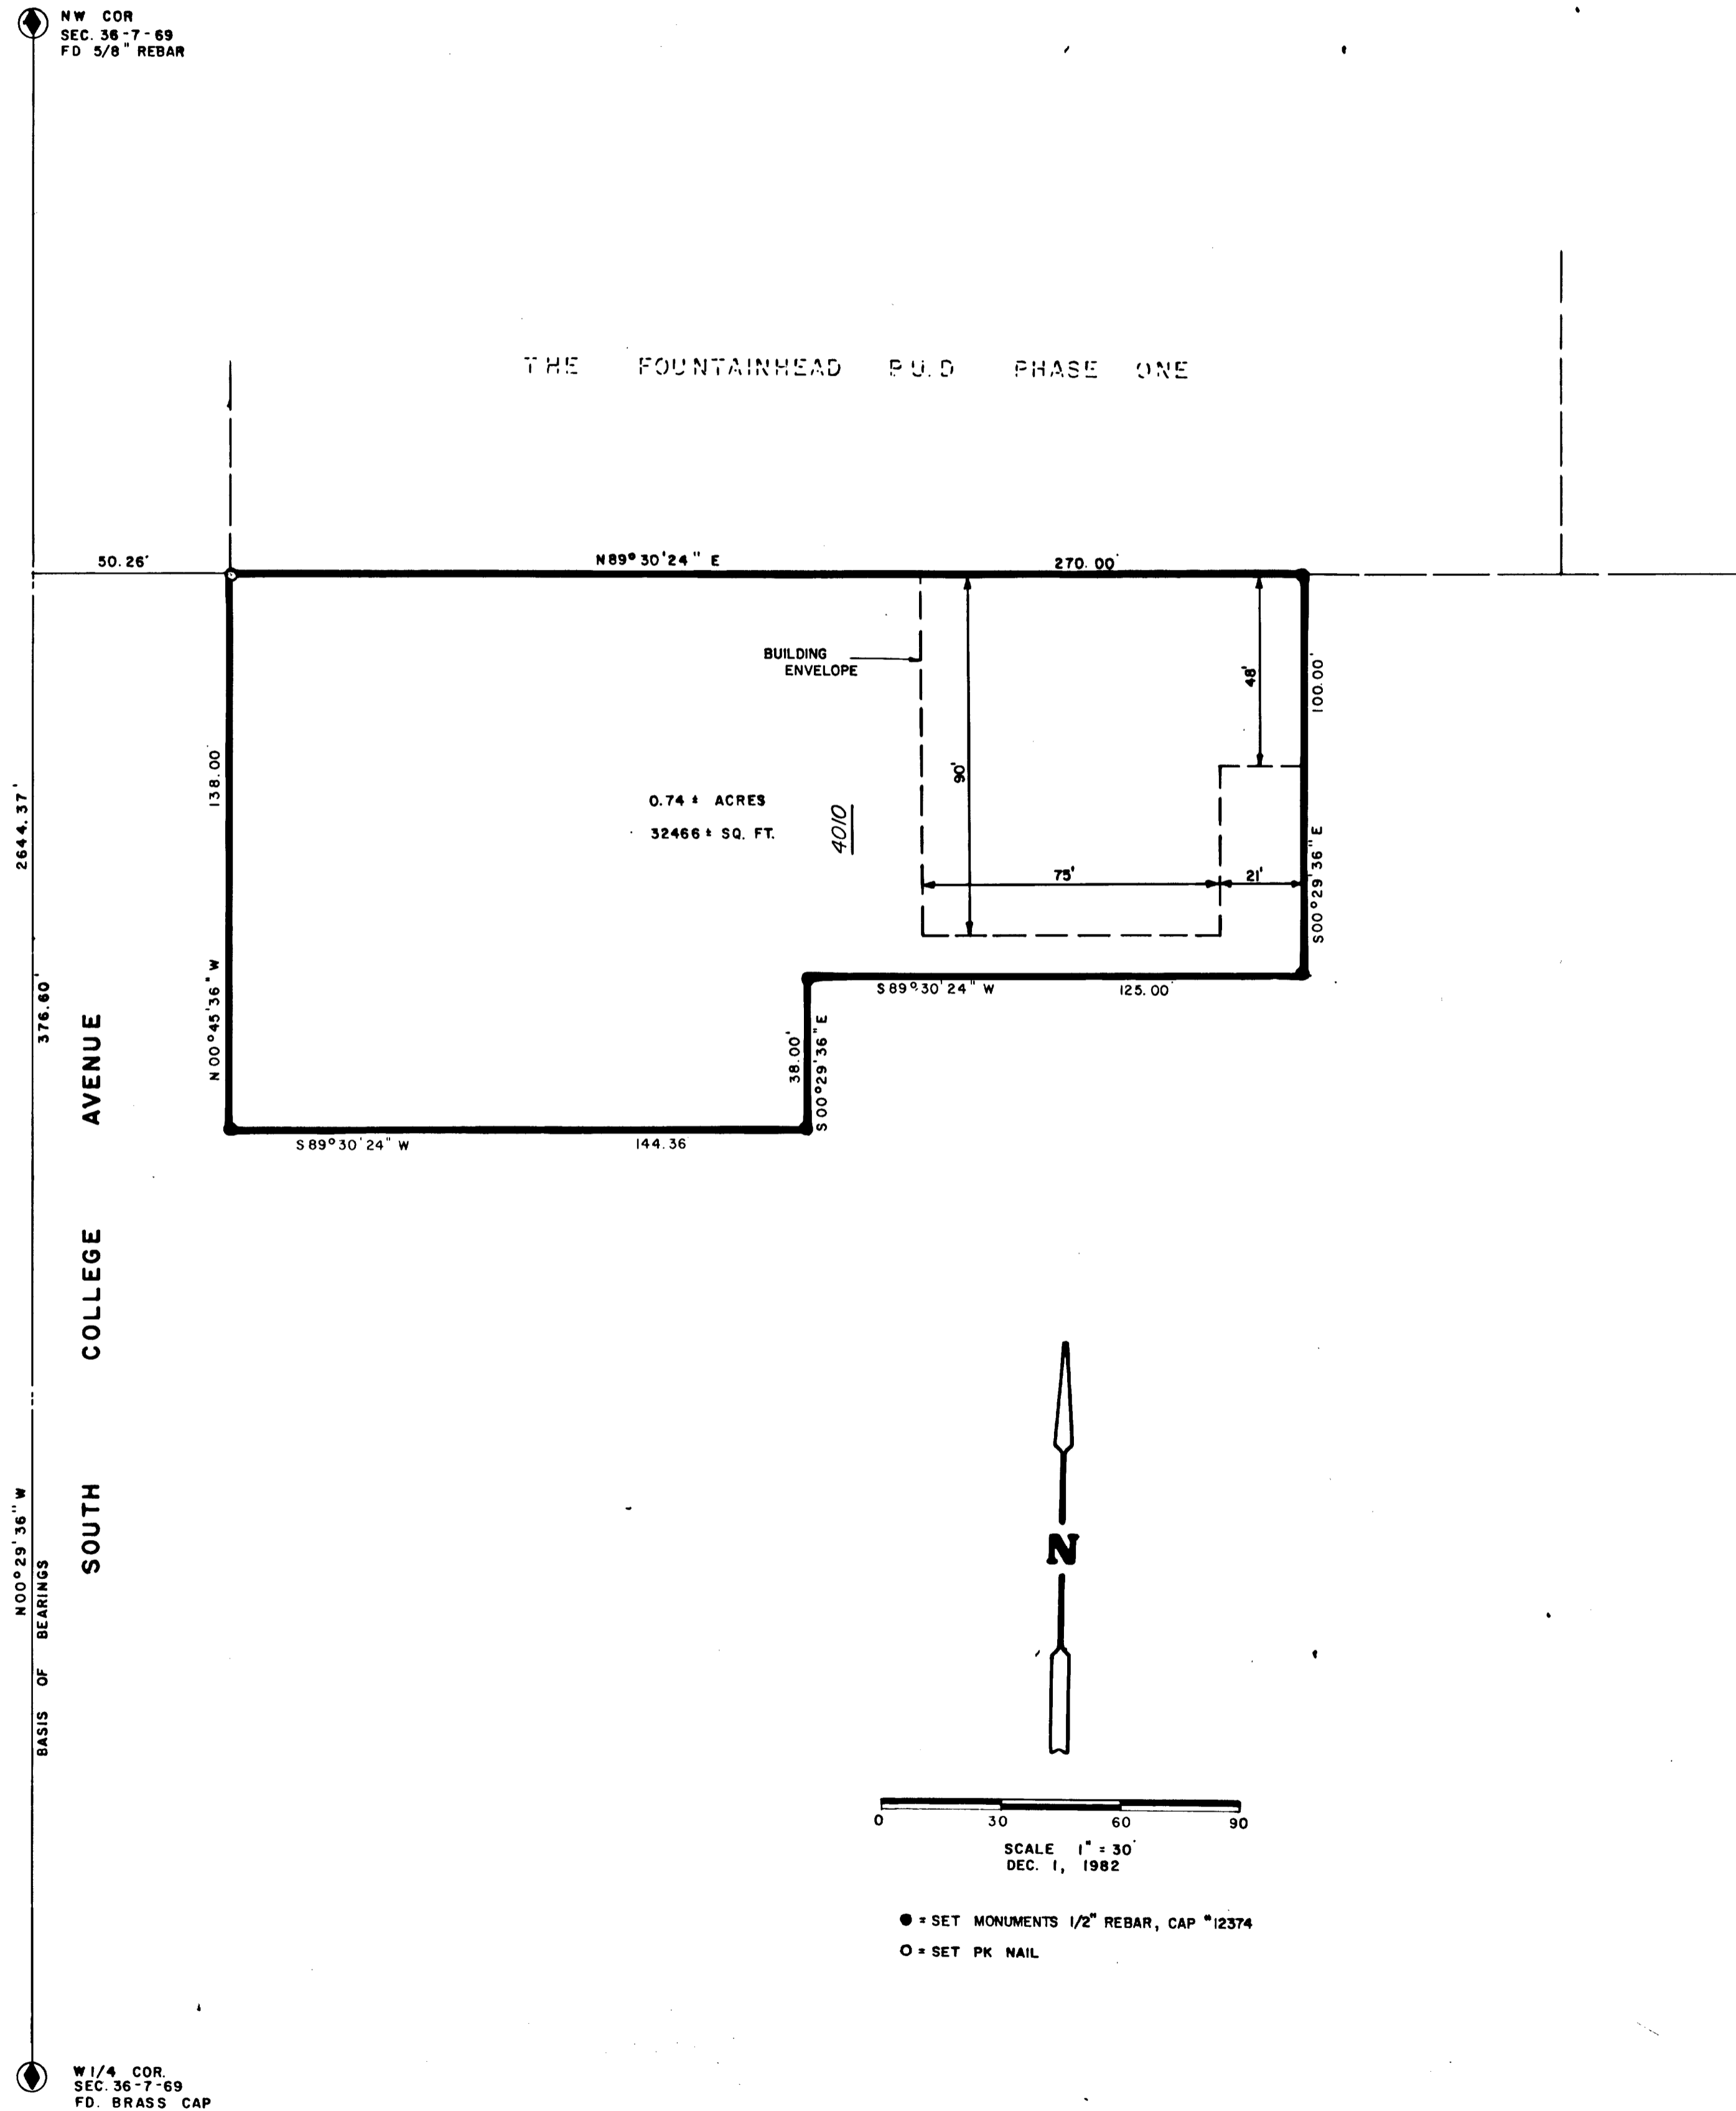 NW COR
SEC. 36-7-69
FD 5/8" REBAR
THE FOUNTAINHEAD P.U.D PHASE ONE
50.26'
N89°30'24" E
270.00'
BUILDING
ENVELOPE
48'
100.00'
138.00'
90'
0.74 ± ACRES
32466 ± SQ. FT.
4010
2644.37'
75'
21'
S00°29'36" E
376.60'
N00°45'36" W
S89°30'24" W
125.00'
38.00'
S00°29'36" E
S89°30'24" W
144.36'
SOUTH COLLEGE AVENUE
N00°29'36" W
BASIS OF BEARINGS
N
0 30 60 90
SCALE 1" = 30'
DEC. 1, 1982
● = SET MONUMENTS 1/2" REBAR, CAP #12374
O = SET PK NAIL
W 1/4 COR.
SEC. 36-7-69
FD. BRASS CAP